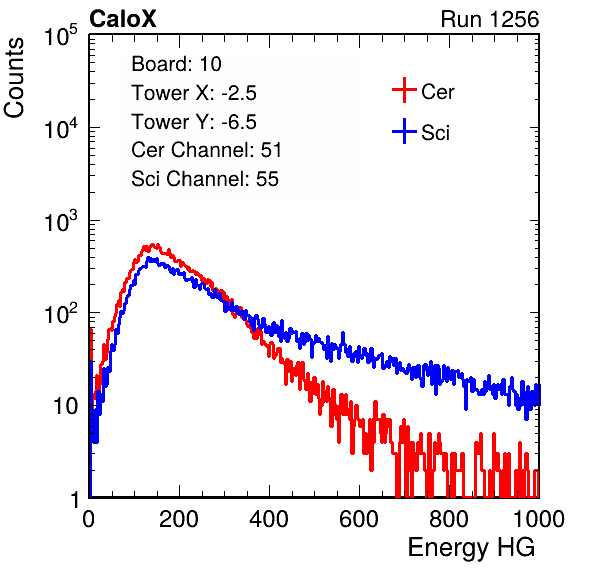 CaloX Run 1256
Counts
10^5
10^4
10^3
10^2
10
1
Board: 10
Tower X: -2.5
Tower Y: -6.5
Cer Channel: 51
Sci Channel: 55
Cer
Sci
0 200 400 600 800 1000
Energy HG